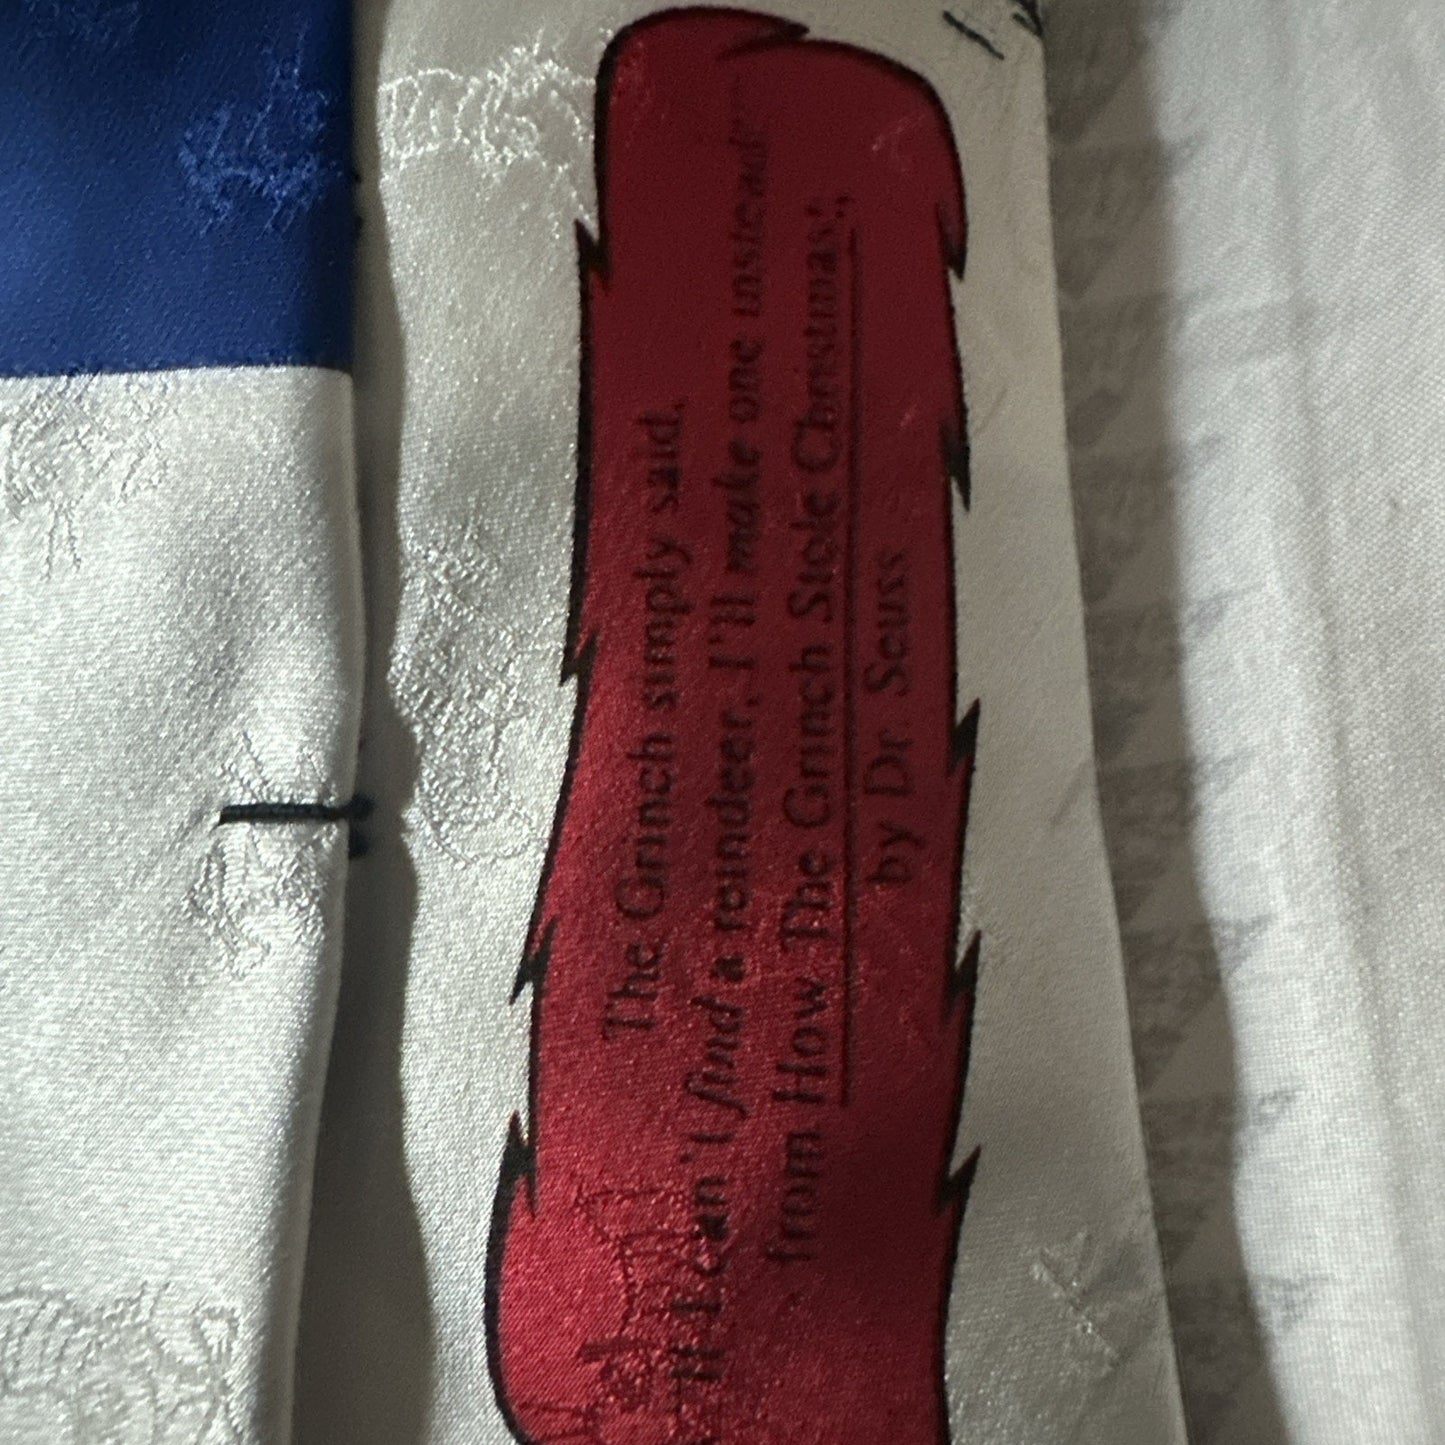 The Grinch simply said,
"If I can't find a reindeer, I'll make one instead!"
from How The Grinch Stole Christmas!,
by Dr. Seuss